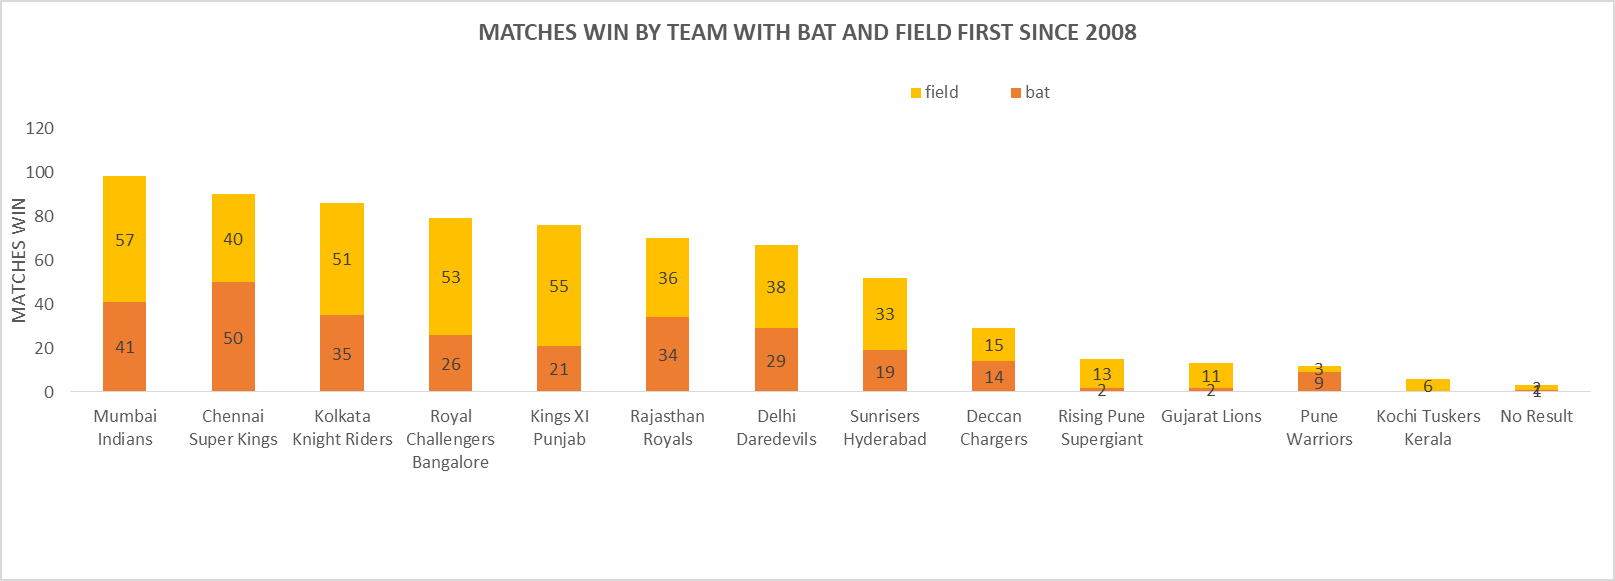 MATCHES WIN BY TEAM WITH BAT AND FIELD FIRST SINCE 2008
field bat
MATCHES WIN
120
100
80
60
40
20
0
57 40 51 53 55 36 38 33 15 13 11 3 6 2
41 50 35 26 21 34 29 19 14 2 2 9 1
Mumbai Indians
Chennai Super Kings
Kolkata Knight Riders
Royal Challengers Bangalore
Kings XI Punjab
Rajasthan Royals
Delhi Daredevils
Sunrisers Hyderabad
Deccan Chargers
Rising Pune Supergiant
Gujarat Lions
Pune Warriors
Kochi Tuskers Kerala
No Result